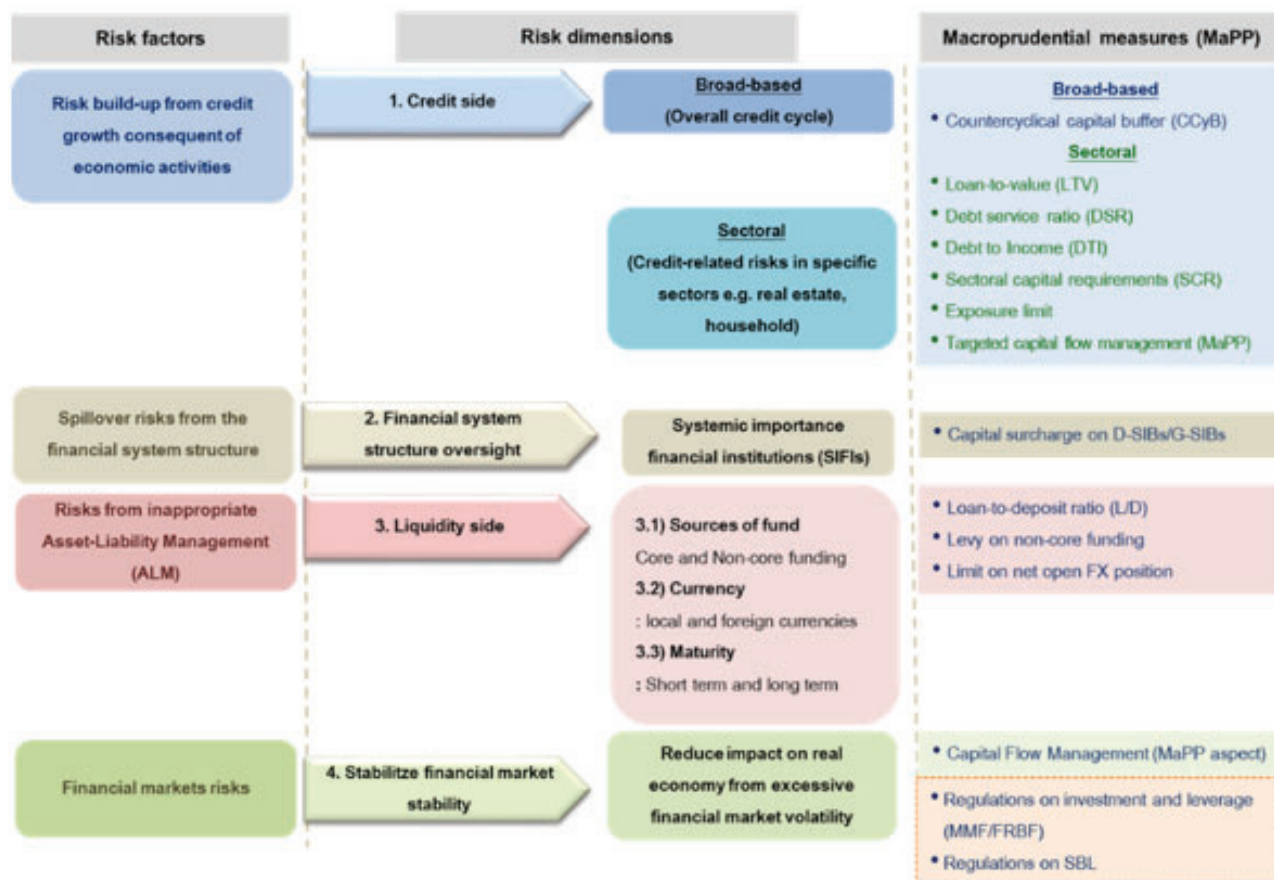 Risk factors
Risk dimensions
Macroprudential measures (MaPP)
Risk build-up from credit
growth consequent of
economic activities
1. Credit side
Broad-based
(Overall credit cycle)
Sectoral
(Credit-related risks in specific
sectors e.g. real estate,
household)
Broad-based
• Countercyclical capital buffer (CCyB)
Sectoral
• Loan-to-value (LTV)
• Debt service ratio (DSR)
• Debt to Income (DTI)
• Sectoral capital requirements (SCR)
• Exposure limit
• Targeted capital flow management (MaPP)
Spillover risks from the
financial system structure
2. Financial system
structure oversight
Systemic importance
financial institutions (SIFIs)
• Capital surcharge on D-SIBs/G-SIBs
Risks from inappropriate
Asset-Liability Management
(ALM)
3. Liquidity side
3.1) Sources of fund
Core and Non-core funding
3.2) Currency
: local and foreign currencies
3.3) Maturity
: Short term and long term
• Loan-to-deposit ratio (L/D)
• Levy on non-core funding
• Limit on net open FX position
Financial markets risks
4. Stabilitze financial market
stability
Reduce impact on real
economy from excessive
financial market volatility
• Capital Flow Management (MaPP aspect)
• Regulations on investment and leverage
(MMF/FRBF)
• Regulations on SBL